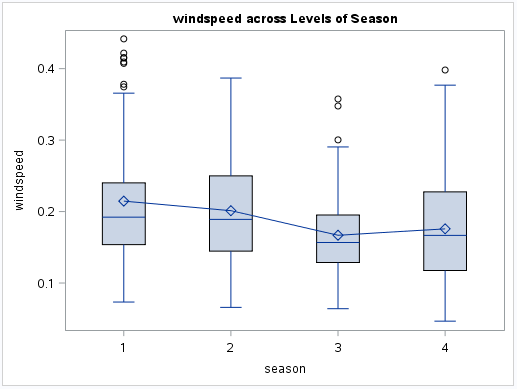 windspeed across Levels of Season
0.4
0.3
0.2
0.1
windspeed
1 2 3 4
season